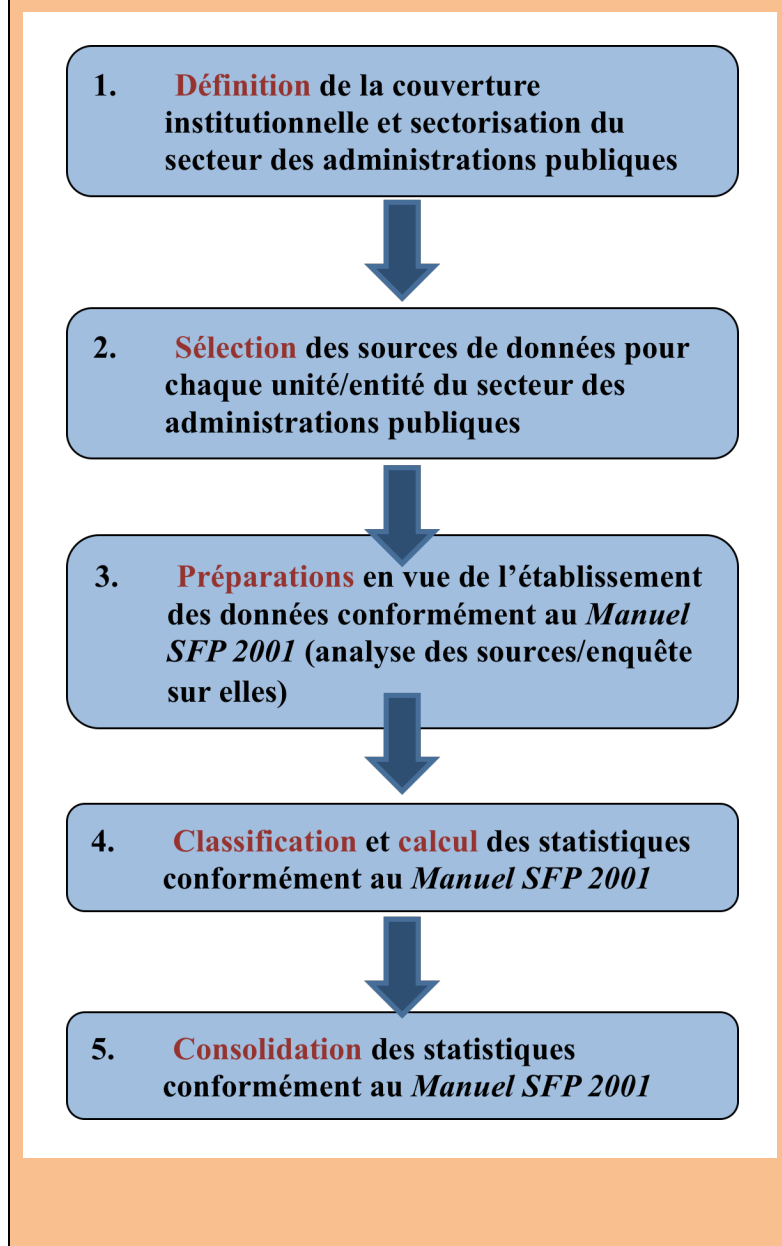 1. Définition de la couverture
institutionnelle et sectorisation du
secteur des administrations publiques
2. Sélection des sources de données pour
chaque unité/entité du secteur des
administrations publiques
3. Préparations en vue de l’établissement
des données conformément au Manuel
SFP 2001 (analyse des sources/enquête
sur elles)
4. Classification et calcul des statistiques
conformément au Manuel SFP 2001
5. Consolidation des statistiques
conformément au Manuel SFP 2001